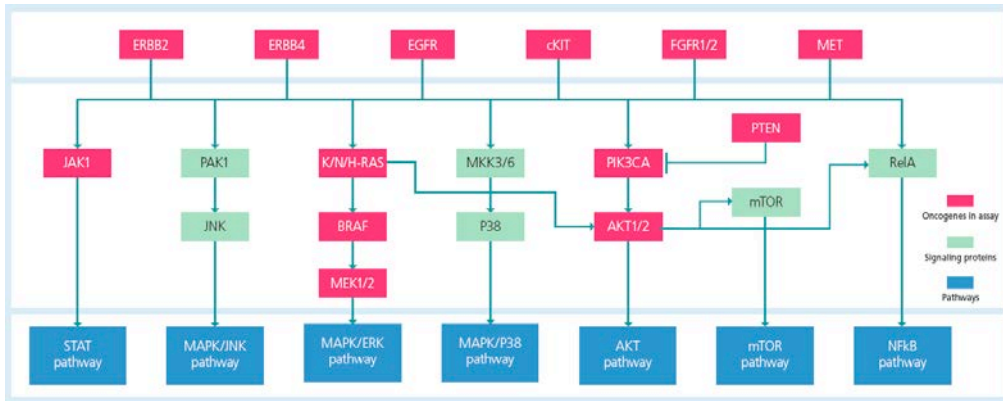 ERBB2
ERBB4
EGFR
cKIT
FGFR1/2
MET
PTEN
JAK1
PAK1
K/N/H-RAS
MKK3/6
PIK3CA
RelA
mTOR
JNK
BRAF
P38
AKT1/2
MEK1/2
Oncogenes in assay
Signaling proteins
Pathways
STAT
pathway
MAPK/JNK
pathway
MAPK/ERK
pathway
MAPK/P38
pathway
AKT
pathway
mTOR
pathway
NFkB
pathway